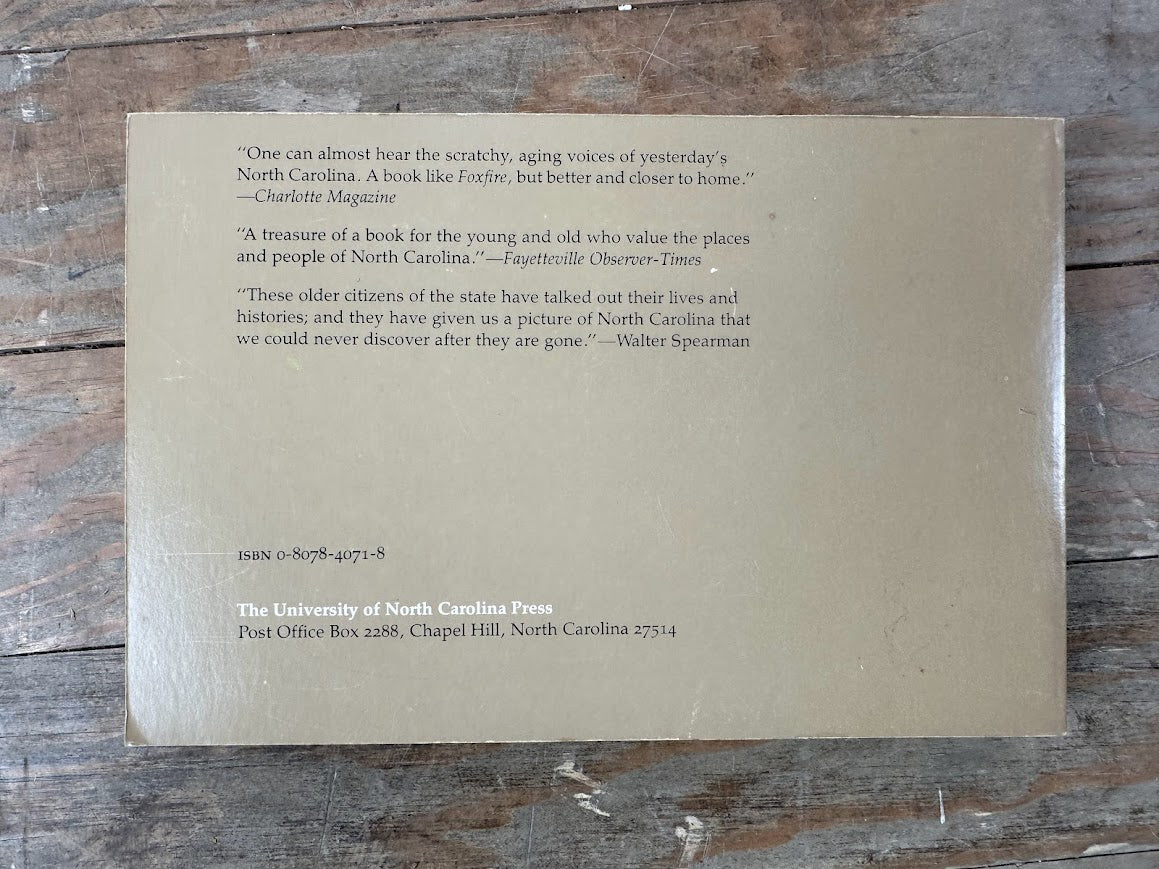 “One can almost hear the scratchy, aging voices of yesterday's
North Carolina. A book like Foxfire, but better and closer to home.”
—Charlotte Magazine
“A treasure of a book for the young and old who value the places
and people of North Carolina.”—Fayetteville Observer-Times
“These older citizens of the state have talked out their lives and
histories; and they have given us a picture of North Carolina that
we could never discover after they are gone.”—Walter Spearman
ISBN 0-8078-4071-8
The University of North Carolina Press
Post Office Box 2288, Chapel Hill, North Carolina 27514